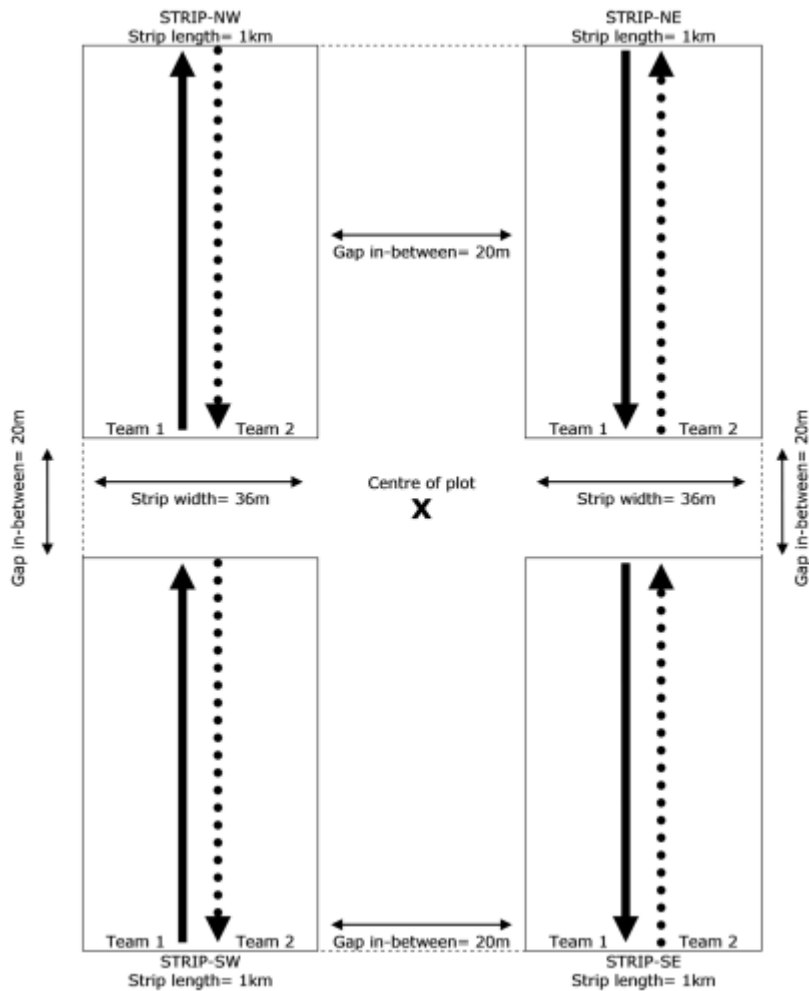 STRIP-NW
Strip length= 1km
STRIP-NE
Strip length= 1km
Gap in-between= 20m
Team 1
Team 2
Team 1
Team 2
Gap in-between= 20m
Strip width= 36m
Centre of plot
X
Strip width= 36m
Gap in-between= 20m
Team 1
Team 2
Gap in-between= 20m
Team 1
Team 2
STRIP-SW
Strip length= 1km
STRIP-SE
Strip length= 1km